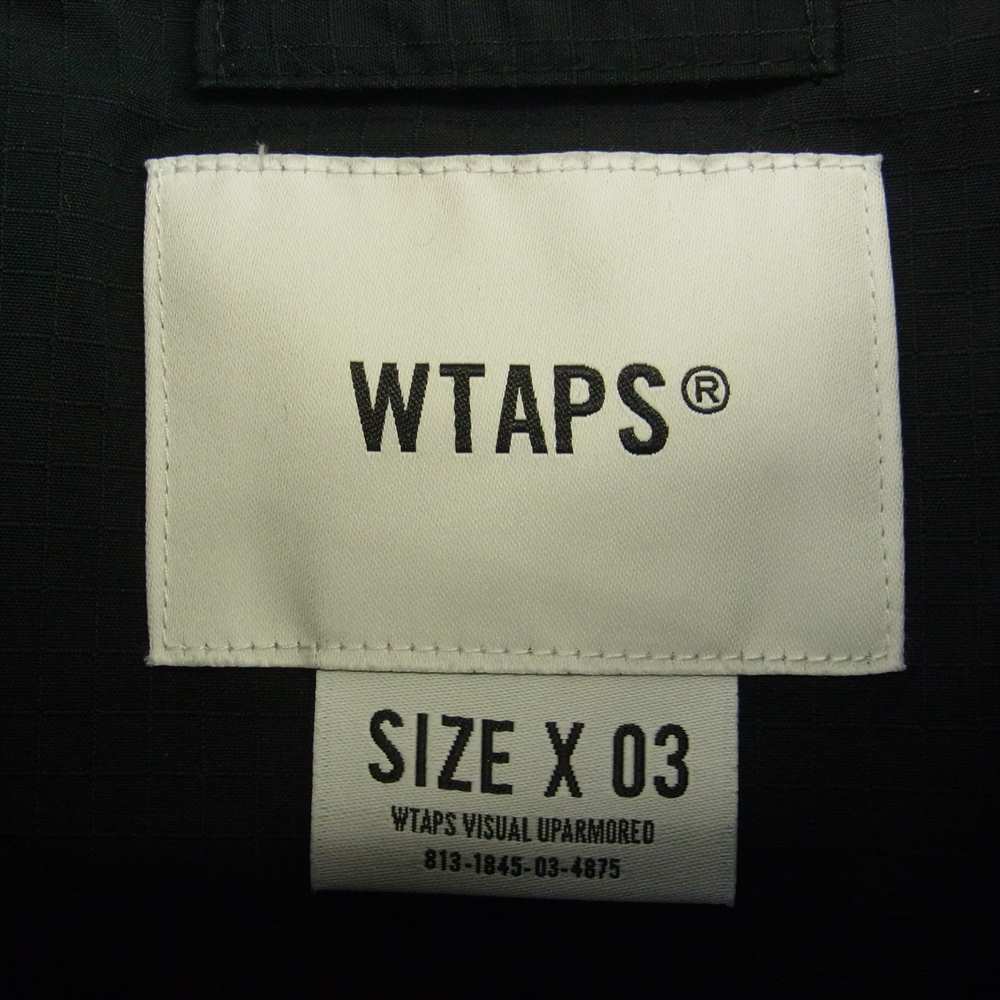 WTAPS®
SIZE X 03
WTAPS VISUAL UPARMORED
813-1845-03-4875